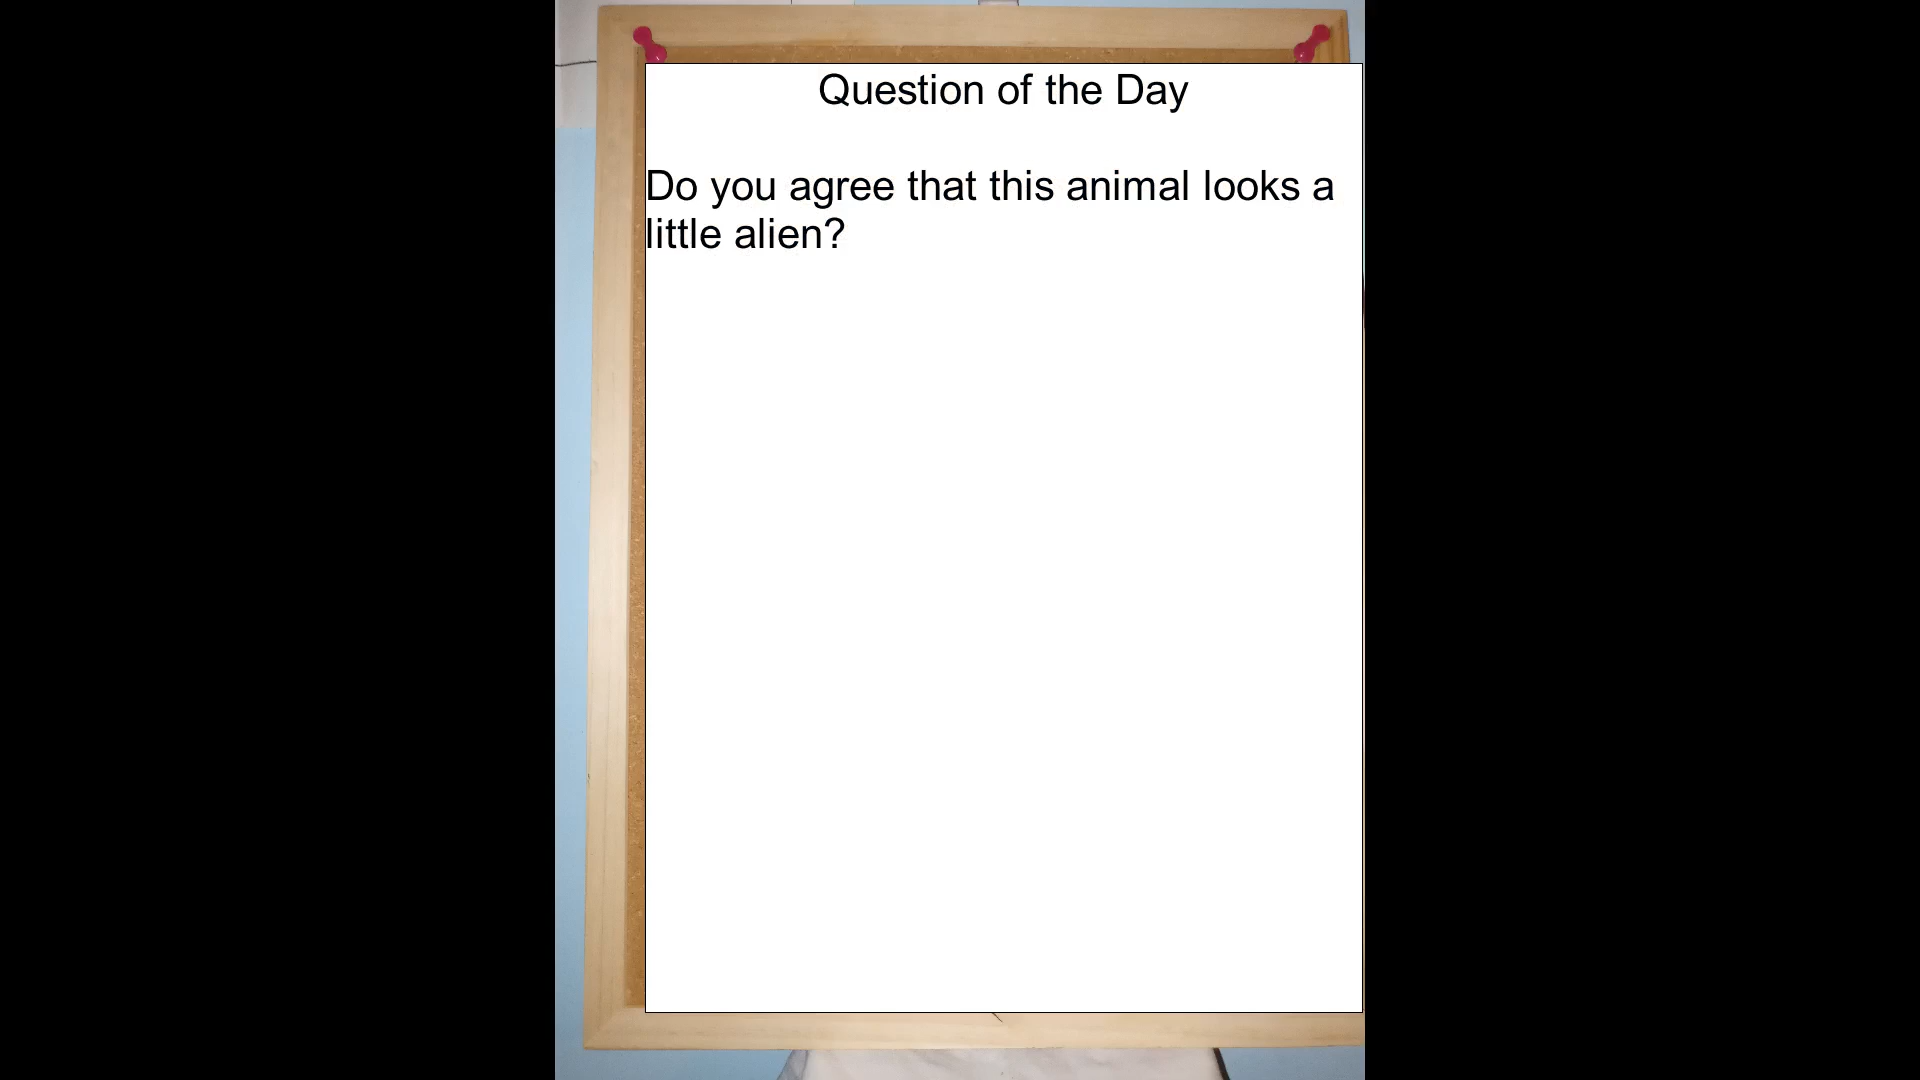 Question of the Day
Do you agree that this animal looks a
little alien?